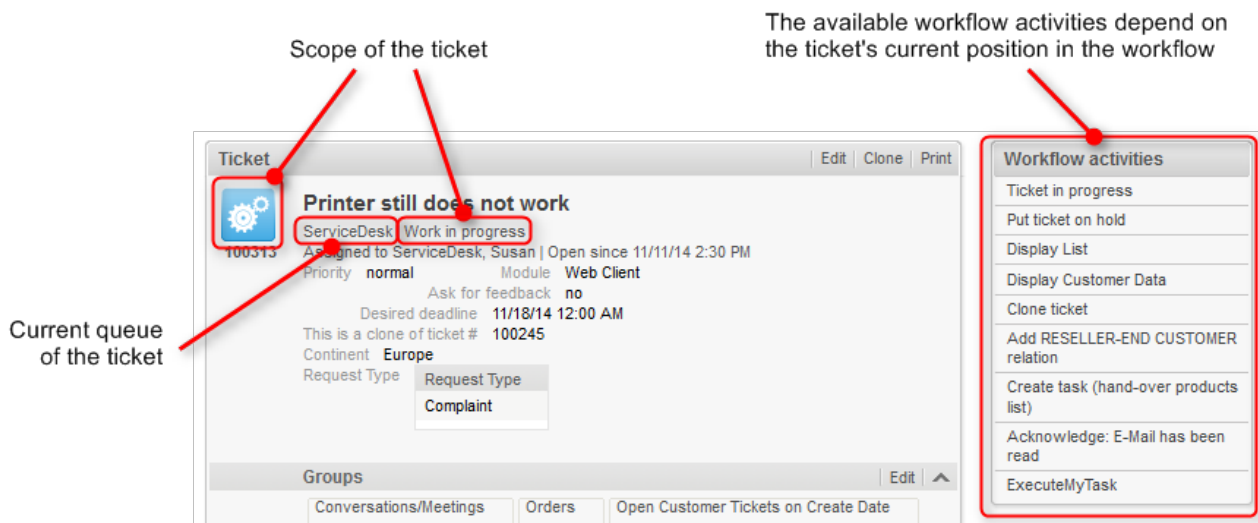 The available workflow activities depend on
the ticket's current position in the workflow
Scope of the ticket
Ticket
Edit Clone Print
Printer still does not work
ServiceDesk Work in progress
100313
Assigned to ServiceDesk, Susan | Open since 11/11/14 2:30 PM
Priority normal Module Web Client
Ask for feedback no
Desired deadline 11/18/14 12:00 AM
This is a clone of ticket # 100245
Continent Europe
Request Type Request Type
Complaint
Current queue
of the ticket
Groups
Edit
Conversations/Meetings Orders Open Customer Tickets on Create Date
Workflow activities
Ticket in progress
Put ticket on hold
Display List
Display Customer Data
Clone ticket
Add RESELLER-END CUSTOMER
relation
Create task (hand-over products
list)
Acknowledge: E-Mail has been
read
ExecuteMyTask